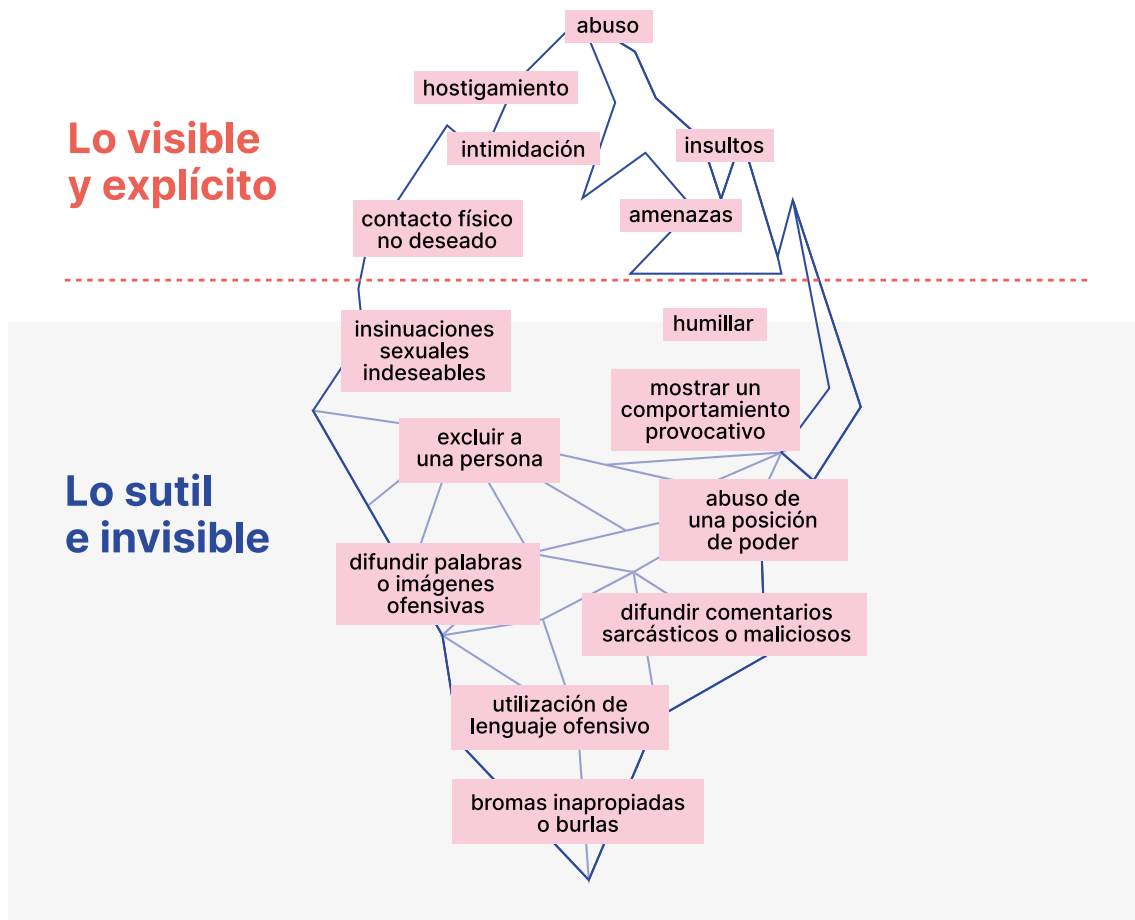 abuso
hostigamiento
Lo visible
y explícito
intimidación
insultos
contacto físico
no deseado
amenazas
insinuaciones
sexuales
indeseables
humillar
mostrar un
comportamiento
provocativo
excluir a
una persona
Lo sutil
e invisible
abuso de
una posición
de poder
difundir palabras
o imágenes
ofensivas
difundir comentarios
sarcásticos o maliciosos
utilización de
lenguaje ofensivo
bromas inapropiadas
o burlas